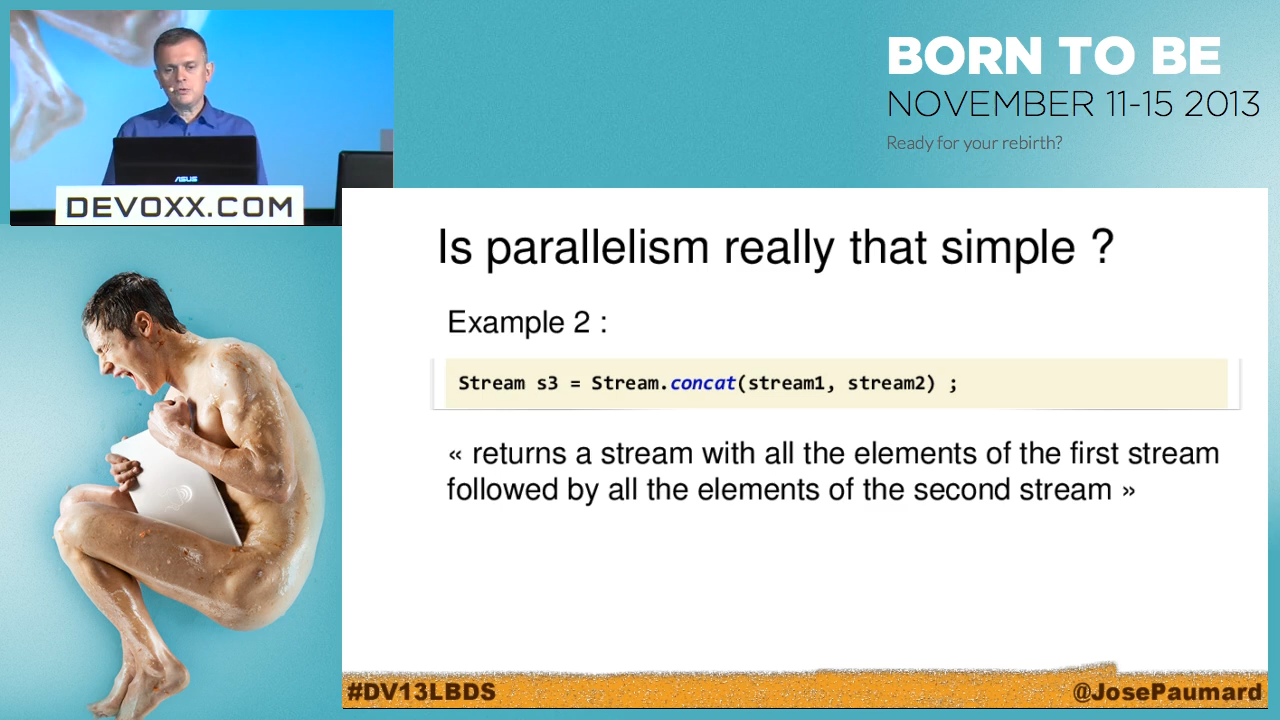 BORN TO BE
NOVEMBER 11-15 2013
Ready for your rebirth?
ASUS
DEVOXX.COM
Is parallelism really that simple ?
Example 2 :
Stream s3 = Stream.concat(stream1, stream2) ;
« returns a stream with all the elements of the first stream
followed by all the elements of the second stream »
#DV13LBDS
@JosePaumard